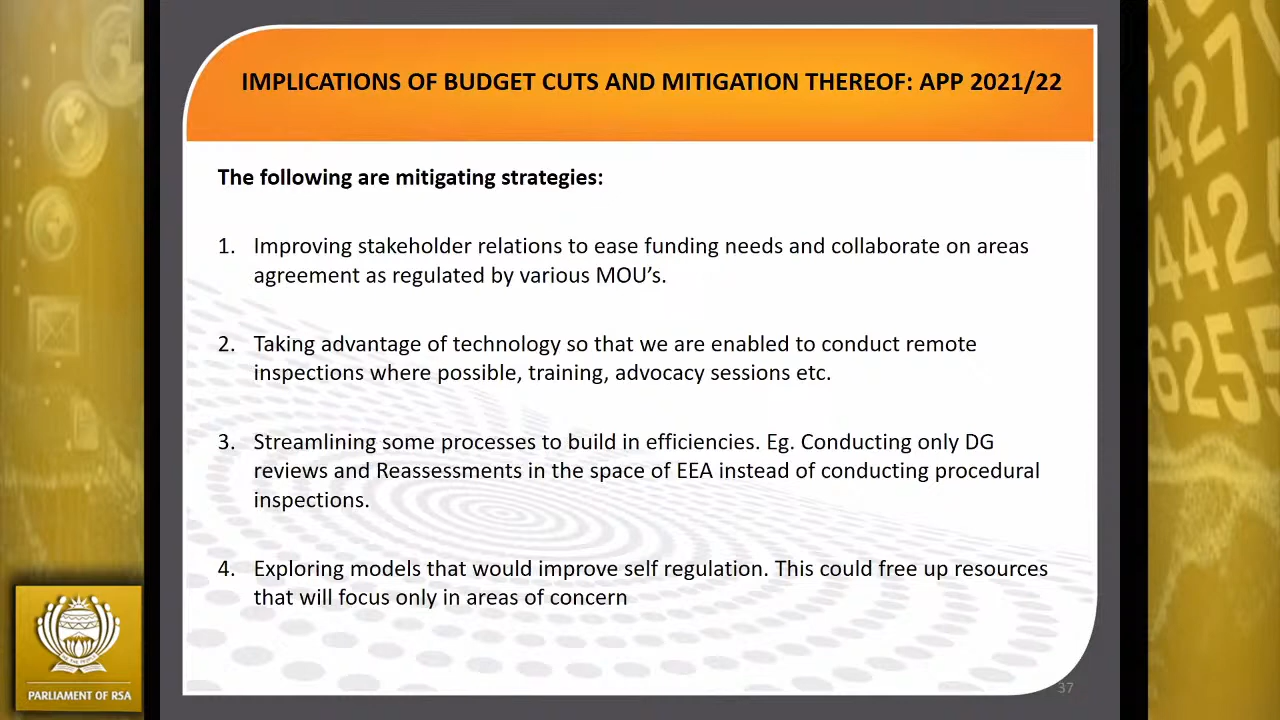 IMPLICATIONS OF BUDGET CUTS AND MITIGATION THEREOF: APP 2021/22
The following are mitigating strategies:
1. Improving stakeholder relations to ease funding needs and collaborate on areas
agreement as regulated by various MOU’s.
2. Taking advantage of technology so that we are enabled to conduct remote
inspections where possible, training, advocacy sessions etc.
3. Streamlining some processes to build in efficiencies. Eg. Conducting only DG
reviews and Reassessments in the space of EEA instead of conducting procedural
inspections.
4. Exploring models that would improve self regulation. This could free up resources
that will focus only in areas of concern
37
PARLIAMENT OF RSA